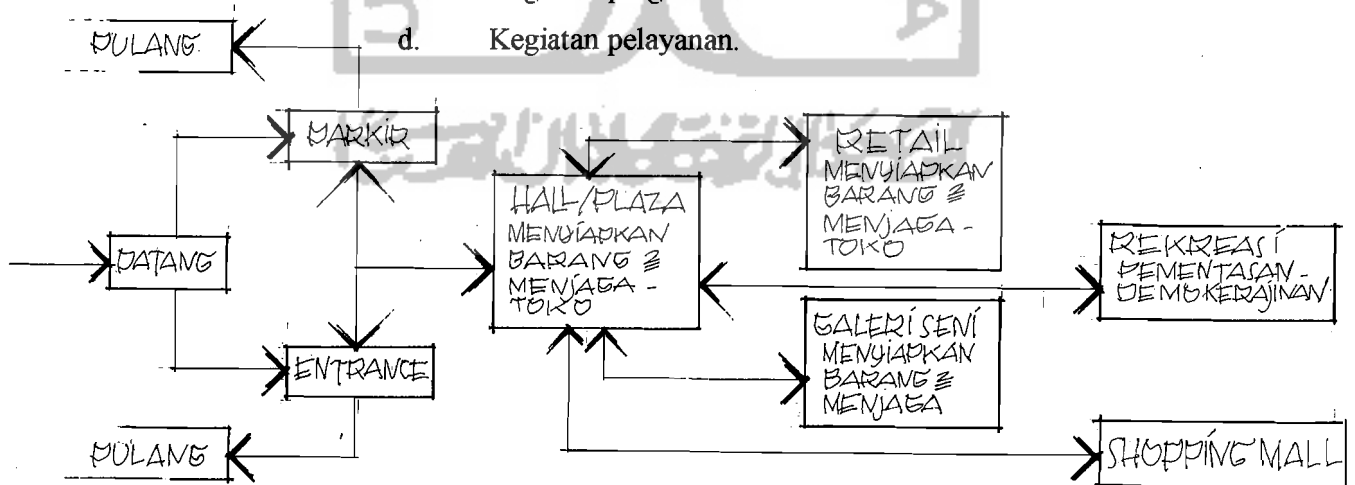 d. Kegiatan pelayanan.
PULANG
PARKIR
DATANG
ENTRANCE
PULANG
HALL/PLAZA
MENYIAPKAN
BARANG 2
MENJAGA -
TOKO
RETAIL
MENYIAPKAN
BARANG 2
MENJAGA -
TOKO
GALERI SENI
MENYIAPKAN
BARANG 2
MENJAGA
REKREASI
PEMENTASAN -
DEMO KERAJINAN
SHOPPING MALL